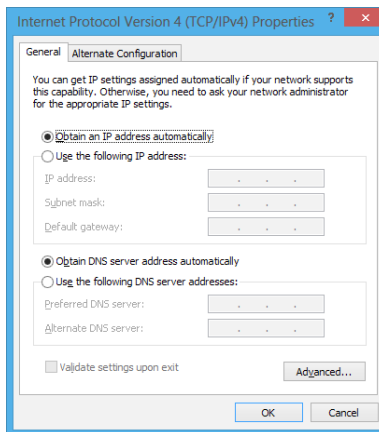 Internet Protocol Version 4 (TCP/IPv4) Properties ? ×
General Alternate Configuration
You can get IP settings assigned automatically if your network supports
this capability. Otherwise, you need to ask your network administrator
for the appropriate IP settings.
Obtain an IP address automatically
Use the following IP address:
IP address: . . .
Subnet mask: . . .
Default gateway: . . .
Obtain DNS server address automatically
Use the following DNS server addresses:
Preferred DNS server: . . .
Alternate DNS server: . . .
Validate settings upon exit
Advanced...
OK Cancel